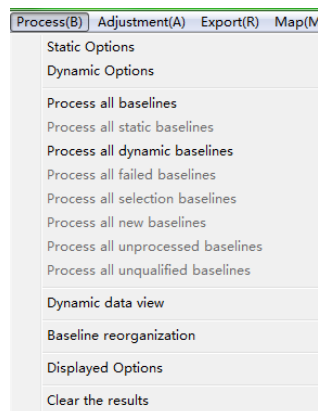 Process(B) Adjustment(A) Export(R) Map(M
Static Options
Dynamic Options
Process all baselines
Process all static baselines
Process all dynamic baselines
Process all failed baselines
Process all selection baselines
Process all new baselines
Process all unprocessed baselines
Process all unqualified baselines
Dynamic data view
Baseline reorganization
Displayed Options
Clear the results